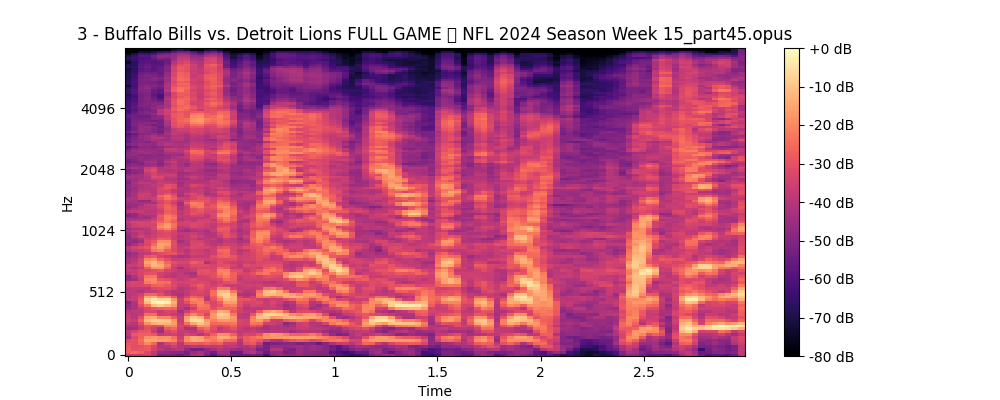 3 - Buffalo Bills vs. Detroit Lions FULL GAME ▯ NFL 2024 Season Week 15_part45.opus
+0 dB
-10 dB
-20 dB
-30 dB
-40 dB
-50 dB
-60 dB
-70 dB
-80 dB
Hz
4096
2048
1024
512
0
0
0.5
1
1.5
2
2.5
Time